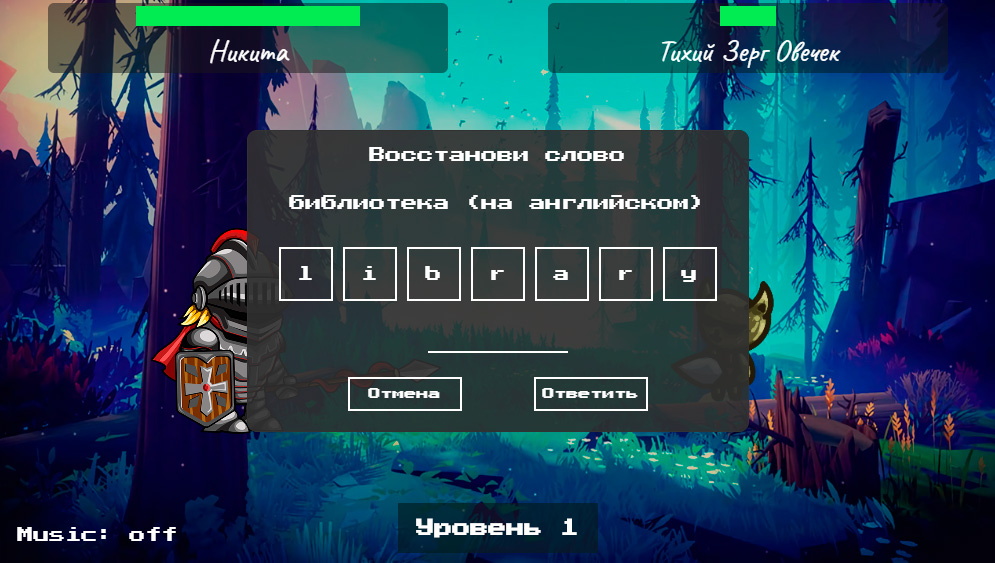 Никита
Тихий Зерг Овечек
Восстанови слово
библиотека (на английском)
l i b r a r y
Отмена
Ответить
Music: off
Уровень 1